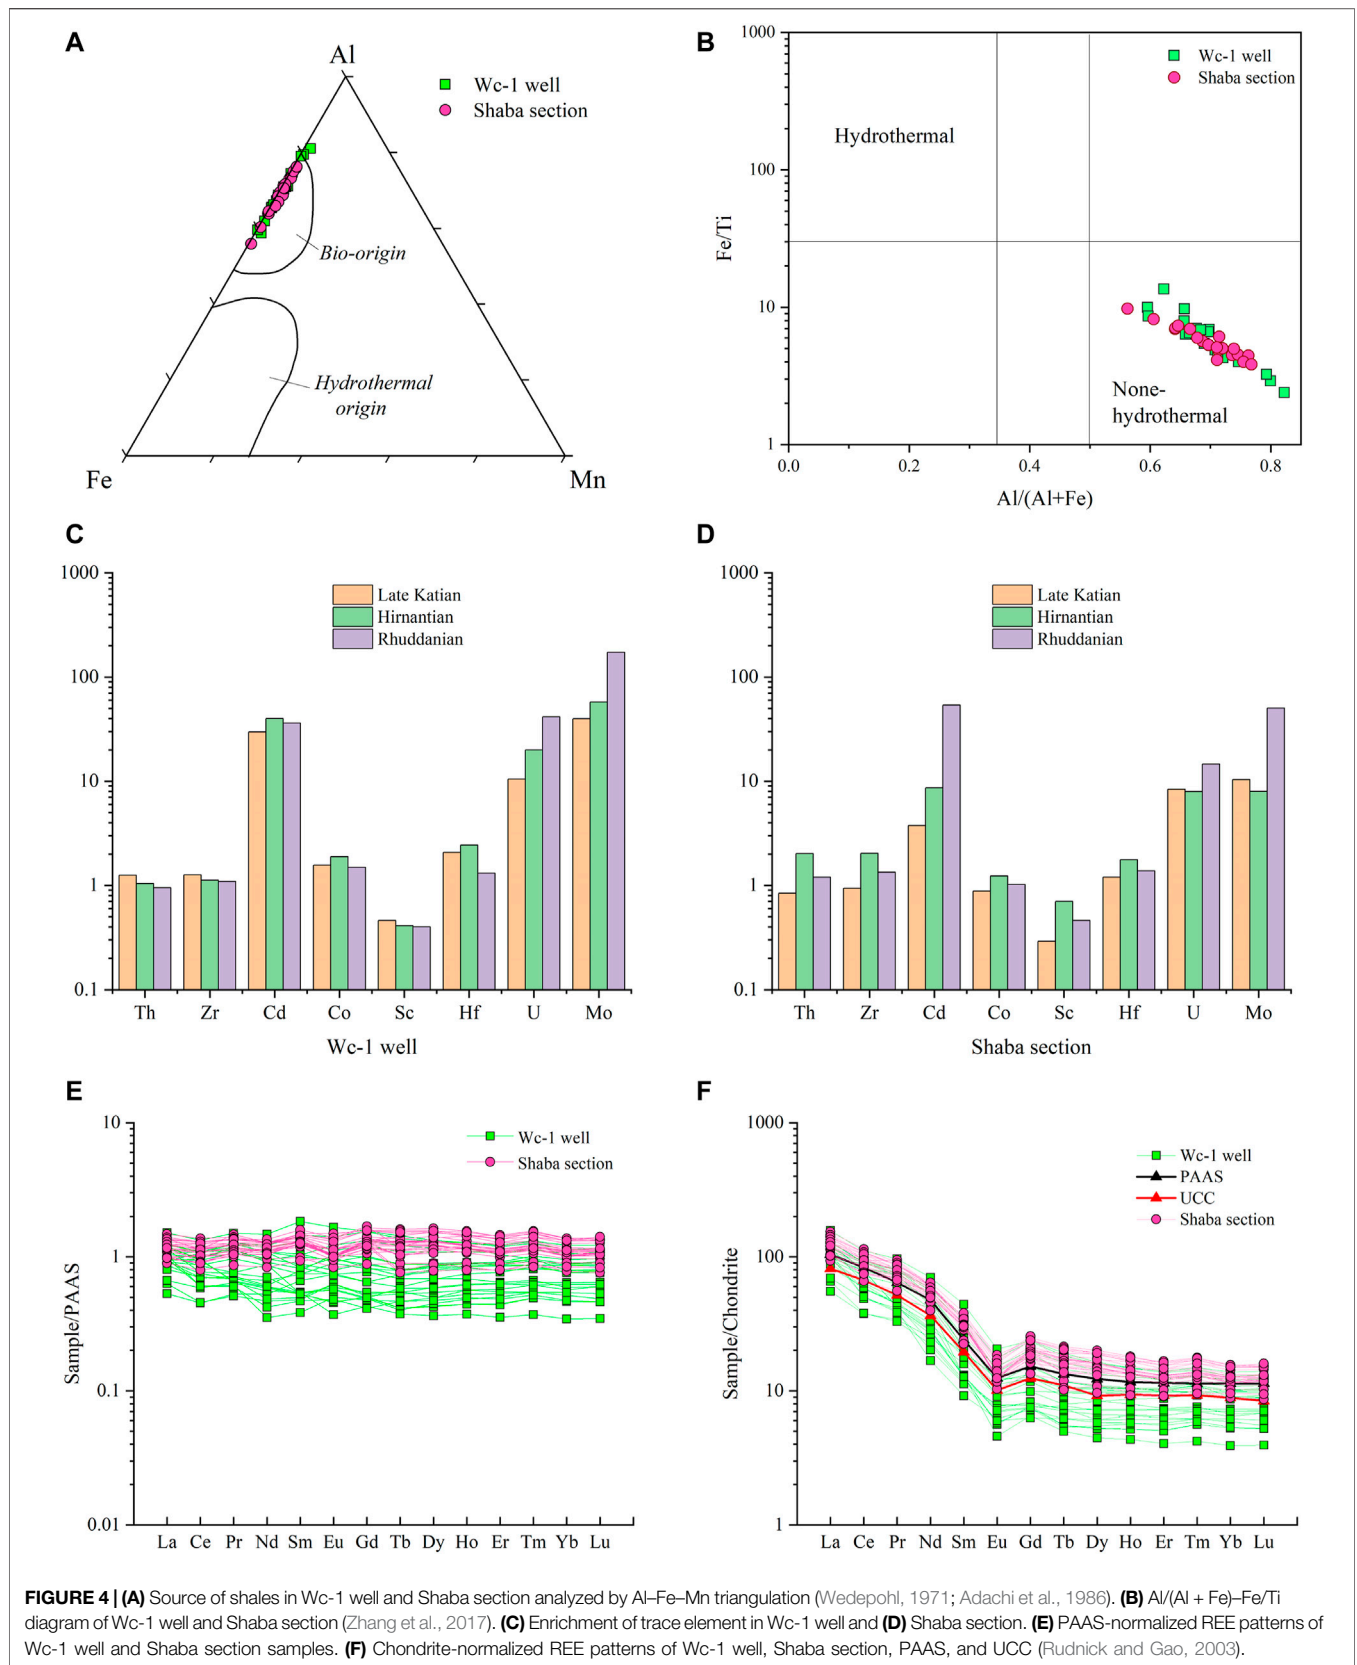 A
Al
Wc-1 well
Shaba section
Bio-origin
Hydrothermal
origin
Fe
Mn
B
1000
100
10
1
Fe/Ti
Wc-1 well
Shaba section
Hydrothermal
None-
hydrothermal
0.0 0.2 0.4 0.6 0.8
Al/(Al+Fe)
C
1000
100
10
1
0.1
Late Katian
Hirnantian
Rhuddanian
Th Zr Cd Co Sc Hf U Mo
Wc-1 well
D
1000
100
10
1
0.1
Late Katian
Hirnantian
Rhuddanian
Th Zr Cd Co Sc Hf U Mo
Shaba section
E
10
1
0.1
0.01
Sample/PAAS
Wc-1 well
Shaba section
La Ce Pr Nd Sm Eu Gd Tb Dy Ho Er Tm Yb Lu
F
1000
100
10
1
Sample/Chondrite
Wc-1 well
PAAS
UCC
Shaba section
La Ce Pr Nd Sm Eu Gd Tb Dy Ho Er Tm Yb Lu
FIGURE 4 | (A) Source of shales in Wc-1 well and Shaba section analyzed by Al–Fe–Mn triangulation (Wedepohl, 1971; Adachi et al., 1986). (B) Al/(Al + Fe)–Fe/Ti
diagram of Wc-1 well and Shaba section (Zhang et al., 2017). (C) Enrichment of trace element in Wc-1 well and (D) Shaba section. (E) PAAS-normalized REE patterns of
Wc-1 well and Shaba section samples. (F) Chondrite-normalized REE patterns of Wc-1 well, Shaba section, PAAS, and UCC (Rudnick and Gao, 2003).